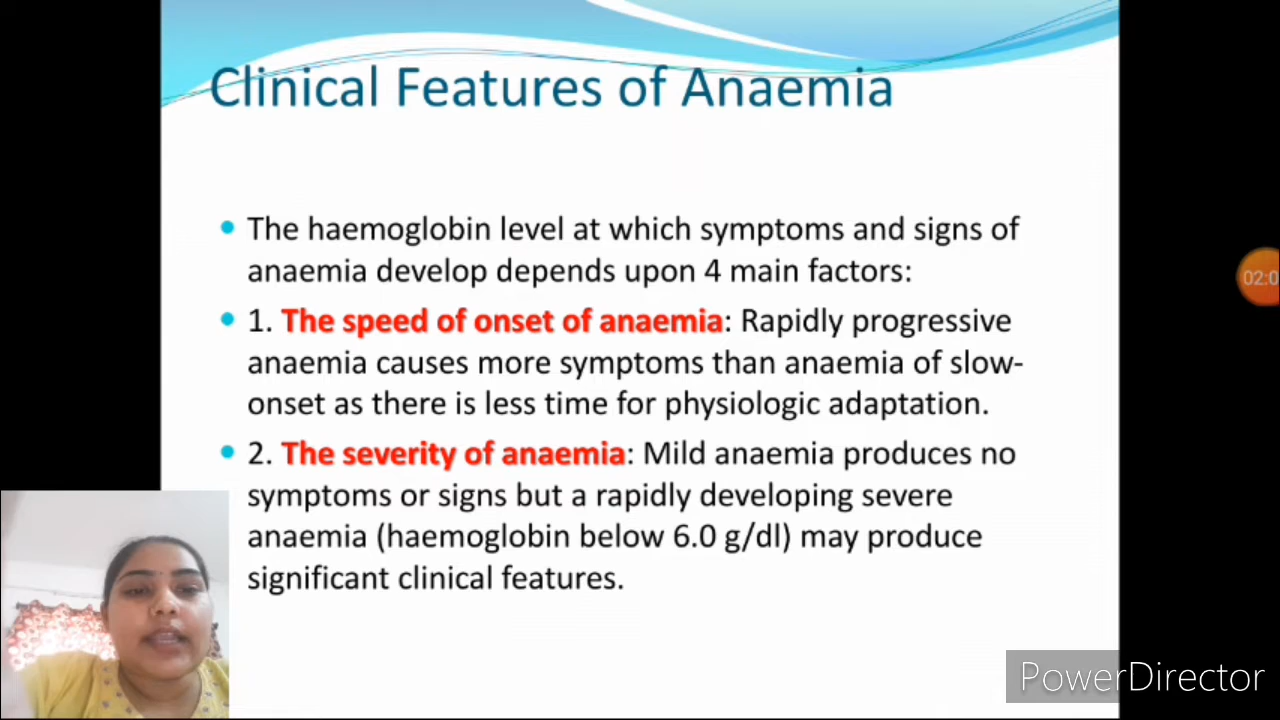 Clinical Features of Anaemia
The haemoglobin level at which symptoms and signs of
anaemia develop depends upon 4 main factors:
1. The speed of onset of anaemia: Rapidly progressive
anaemia causes more symptoms than anaemia of slow-
onset as there is less time for physiologic adaptation.
2. The severity of anaemia: Mild anaemia produces no
symptoms or signs but a rapidly developing severe
anaemia (haemoglobin below 6.0 g/dl) may produce
significant clinical features.
02:0
PowerDirector